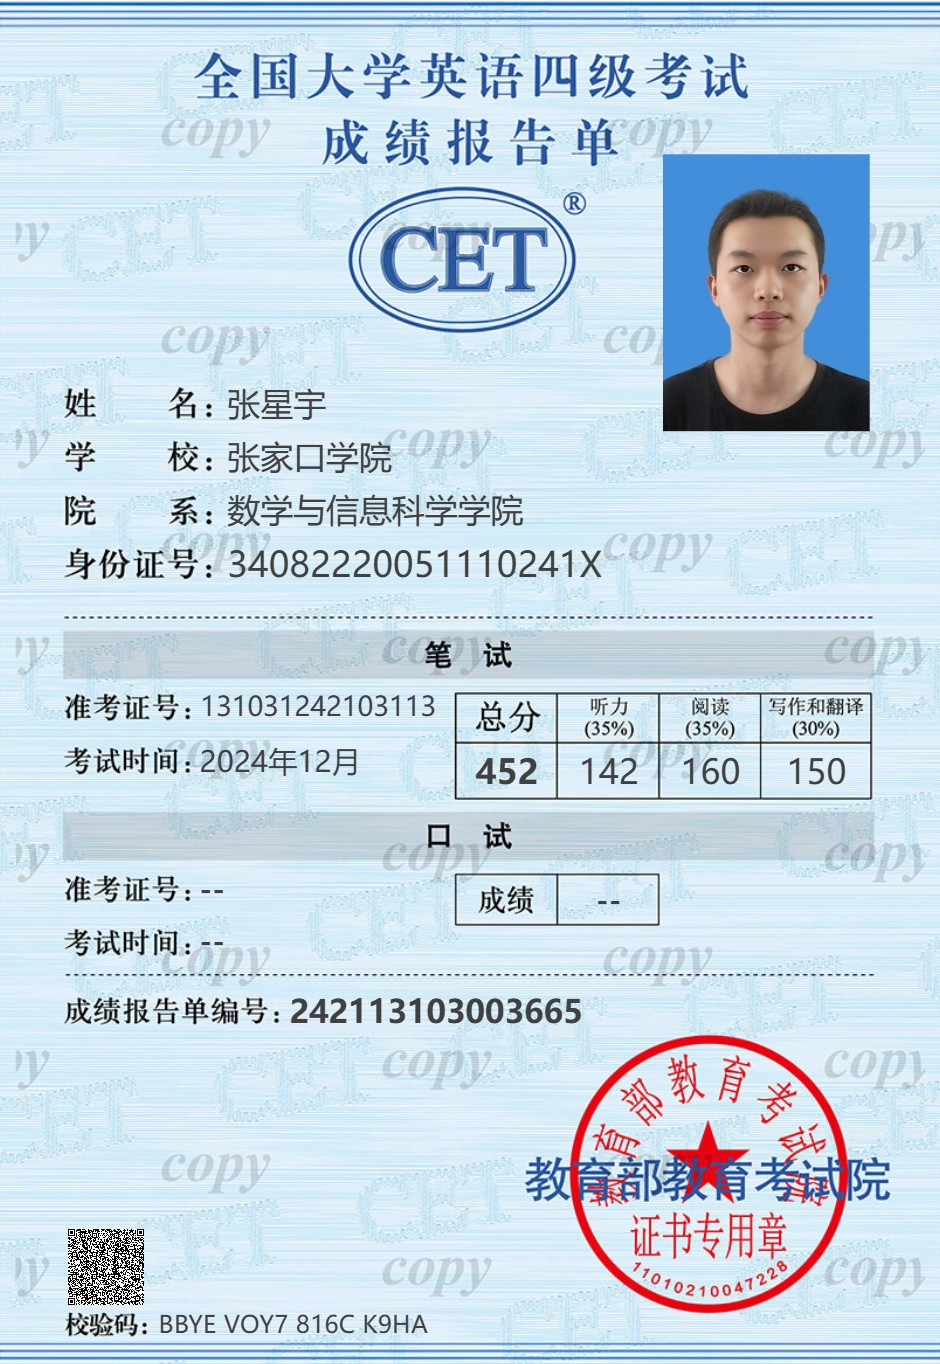 全国大学英语四级考试
成绩报告单
CET®
姓 名：张星宇
学 校：张家口学院
院 系：数学与信息科学学院
身份证号：34082220051110241X
笔 试
准考证号：131031242103113
考试时间：2024年12月
总分 听力(35%) 阅读(35%) 写作和翻译(30%)
452 142 160 150
口 试
准考证号：--
成绩 --
考试时间：--
成绩报告单编号：242113103003665
教育部教育考试院
教育部教育考试院
证书专用章
11010210047228
校验码：BBYE VOY7 816C K9HA
copy